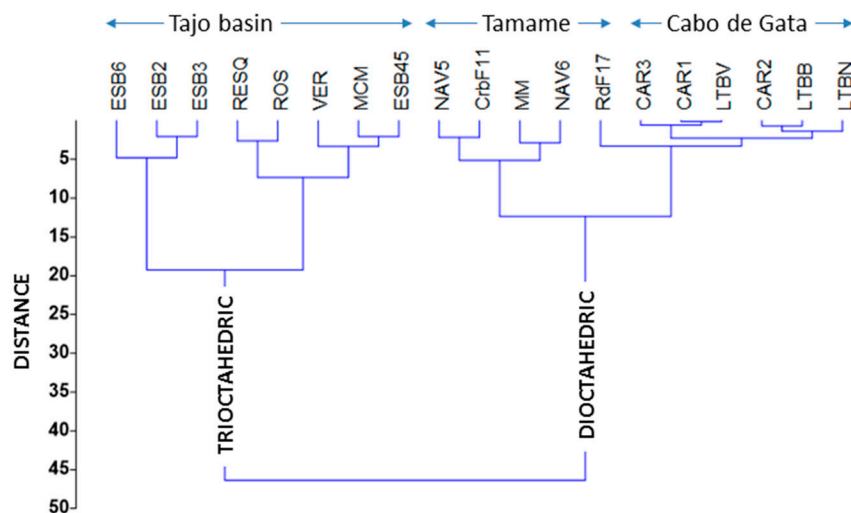 Tajo basin Tamame Cabo de Gata
ESB6 ESB2 ESB3 RESQ ROS VER MCM ESB45 NAV5 CrbF11 MM NAV6 RdF17 CAR3 CAR1 LTBV CAR2 LTBB LTBN
5
10
15
20
25
30
35
40
45
50
DISTANCE
TRIOCTAHEDRIC
DIOCTAHEDRIC